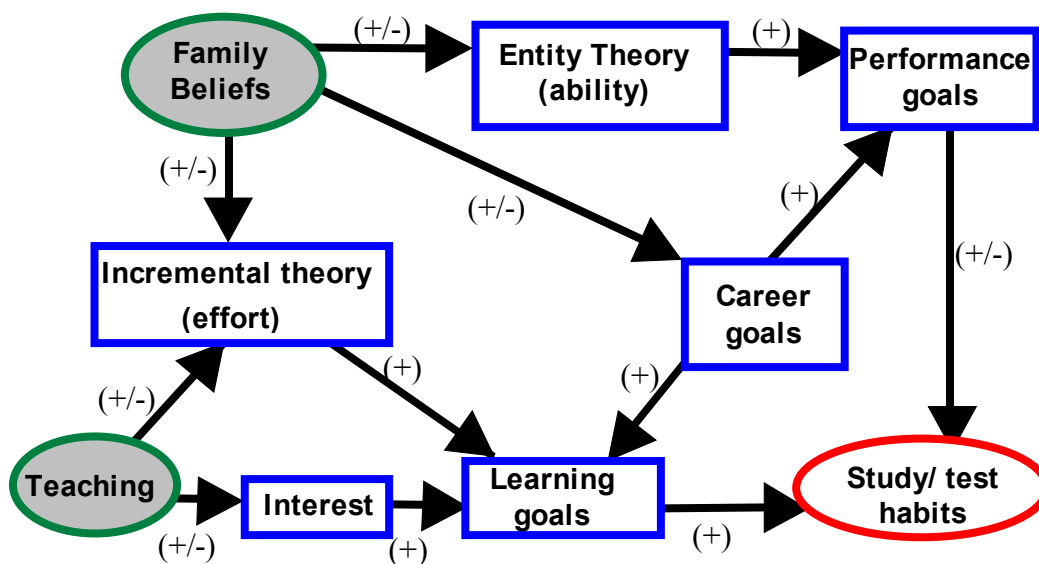 Family
Beliefs
(+/-)
Entity Theory
(ability)
(+)
Performance
goals
(+/-)
(+/-)
(+)
(+/-)
Incremental theory
(effort)
Career
goals
(+/-)
(+)
(+)
Teaching
(+/-)
Interest
(+)
Learning
goals
(+)
Study/ test
habits